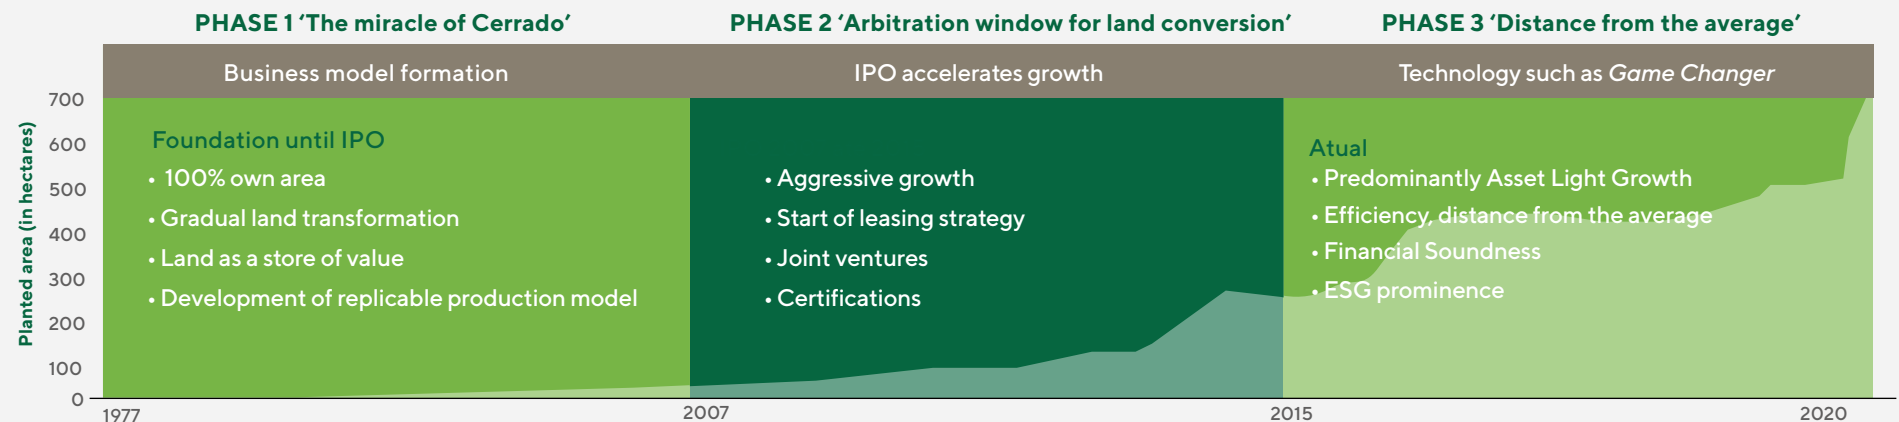 PHASE 1 ‘The miracle of Cerrado’
PHASE 2 ‘Arbitration window for land conversion’
PHASE 3 ‘Distance from the average’
Business model formation
IPO accelerates growth
Technology such as Game Changer
Planted area (in hectares)
700
600
500
400
300
200
100
0
Foundation until IPO
• 100% own area
• Gradual land transformation
• Land as a store of value
• Development of replicable production model
• Aggressive growth
• Start of leasing strategy
• Joint ventures
• Certifications
Atual
• Predominantly Asset Light Growth
• Efficiency, distance from the average
• Financial Soundness
• ESG prominence
1977
2007
2015
2020